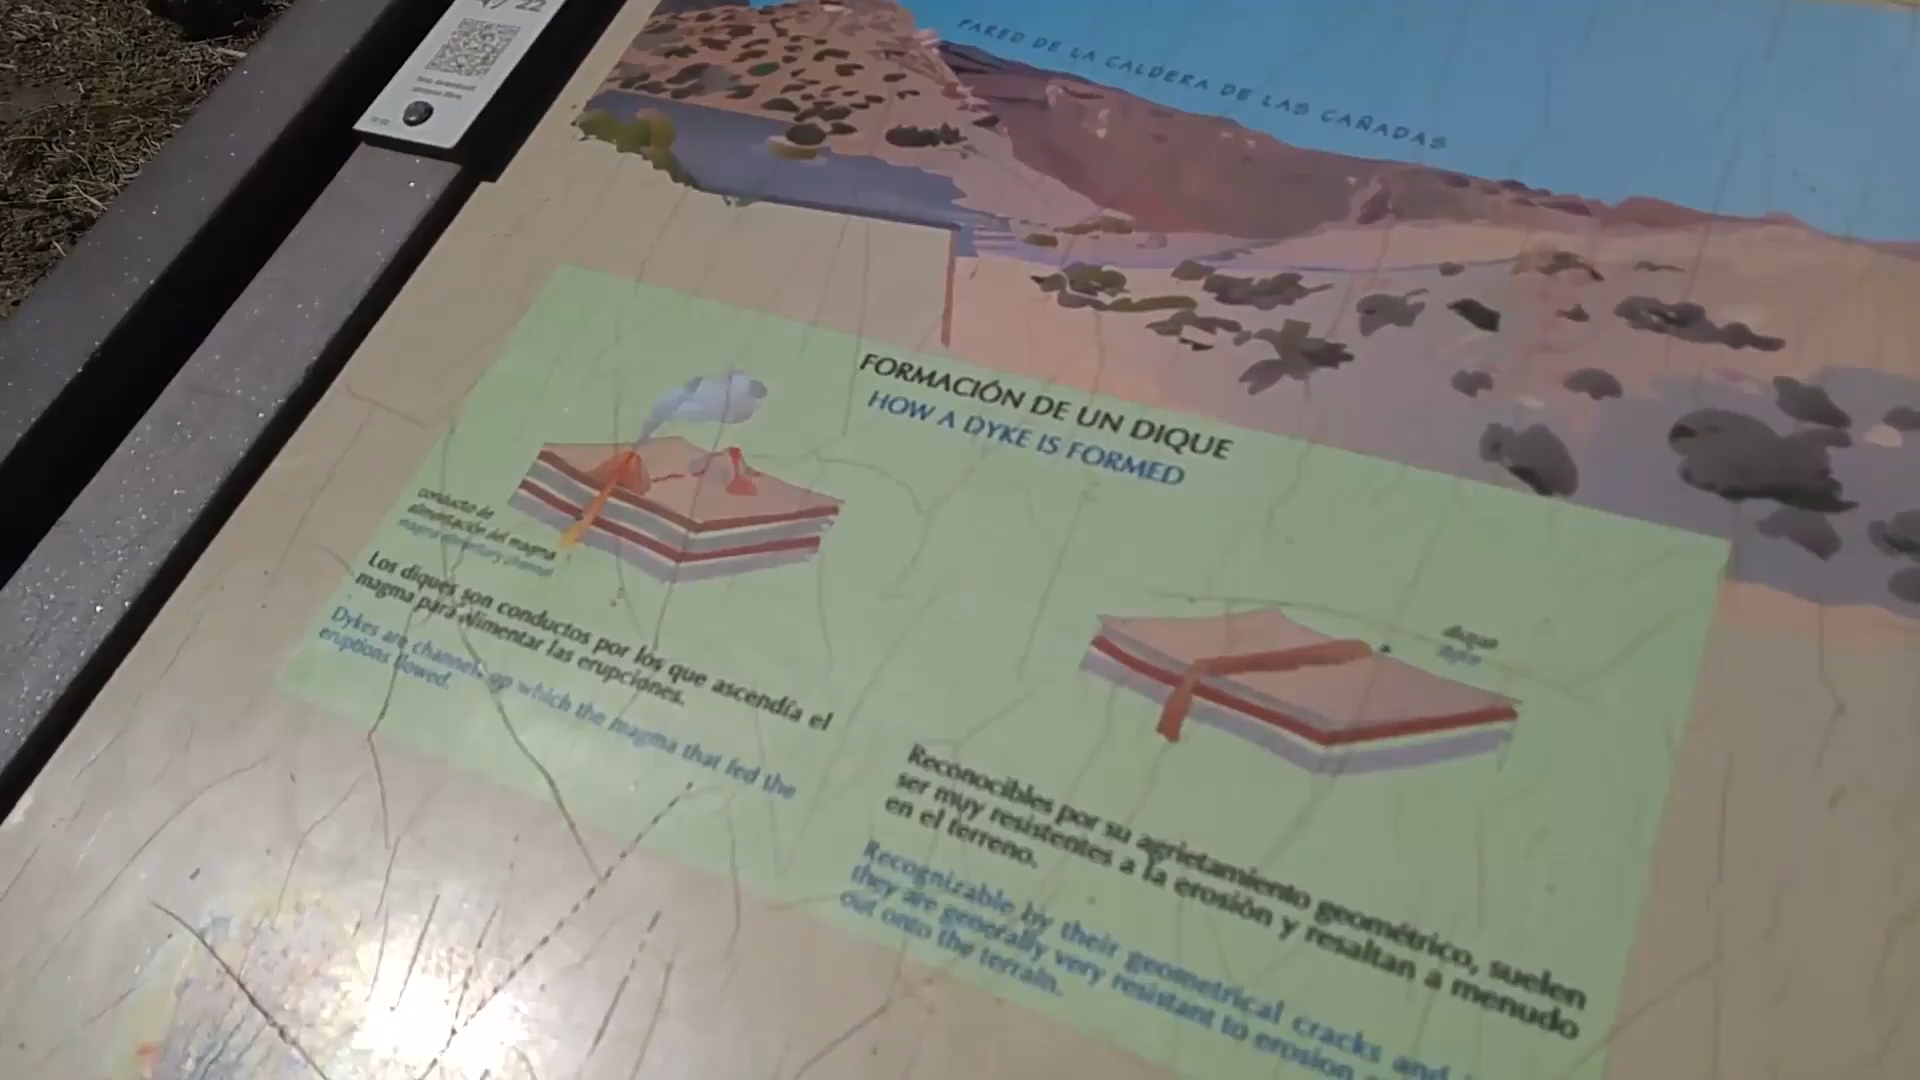 PARED DE LA CALDERA DE LAS CAÑADAS
FORMACIÓN DE UN DIQUE
HOW A DYKE IS FORMED
conducto de
alimentación del magma
Los diques son conductos por los que ascendía el
magma para alimentar las erupciones.
Dykes are channels up which the magma that fed the
eruptions flowed.
dique
dyke
Reconocibles por su agrietamiento geométrico, suelen
ser muy resistentes a la erosión y resaltan a menudo
en el terreno.
Recognizable by their geometrical cracks and
they are generally very resistant to erosion
out onto the terrain.